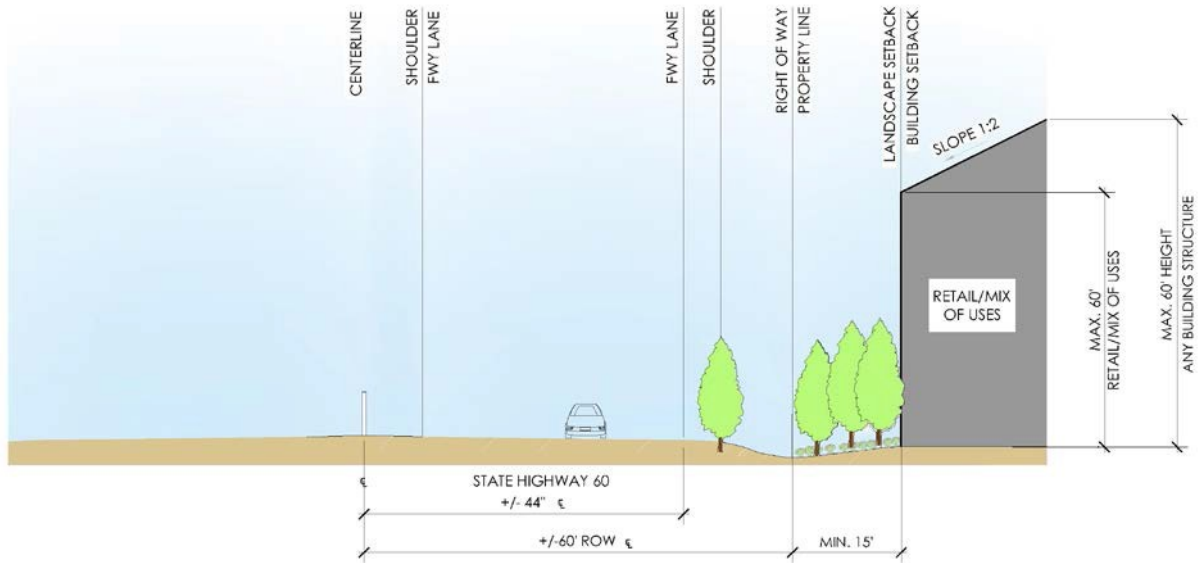 CENTERLINE
SHOULDER
FWY LANE
FWY LANE
SHOULDER
RIGHT OF WAY
PROPERTY LINE
LANDSCAPE SETBACK
BUILDING SETBACK
SLOPE 1:2
RETAIL/MIX
OF USES
MAX. 60'
RETAIL/MIX OF USES
MAX. 60' HEIGHT
ANY BUILDING STRUCTURE
℄
STATE HIGHWAY 60
+/- 44" ℄
+/-60' ROW ℄
MIN. 15'